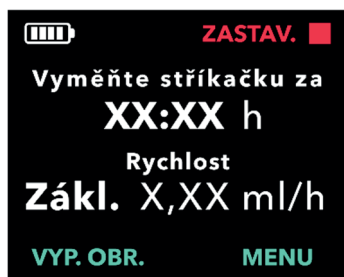 ZASTAV.
Vyměňte stříkačku za
XX:XX h
Rychlost
Zákl. X,XX ml/h
VYP. OBR. MENU